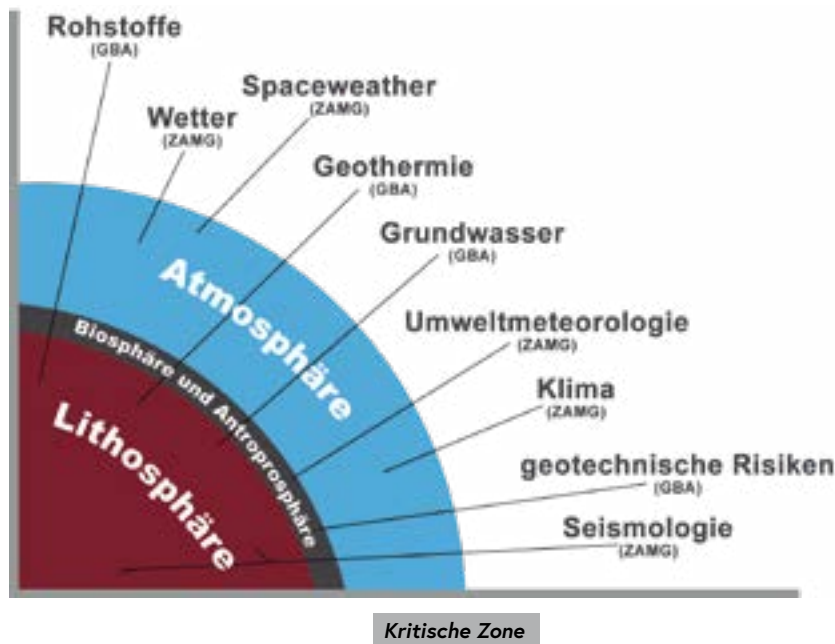 Rohstoffe
(GBA)
Spaceweather
(ZAMG)
Wetter
(ZAMG)
Geothermie
(GBA)
Grundwasser
(GBA)
Atmosphäre
Umweltmeteorologie
(ZAMG)
Biosphäre und Antroprosphäre
Klima
(ZAMG)
Lithosphäre
geotechnische Risiken
(GBA)
Seismologie
(ZAMG)
Kritische Zone